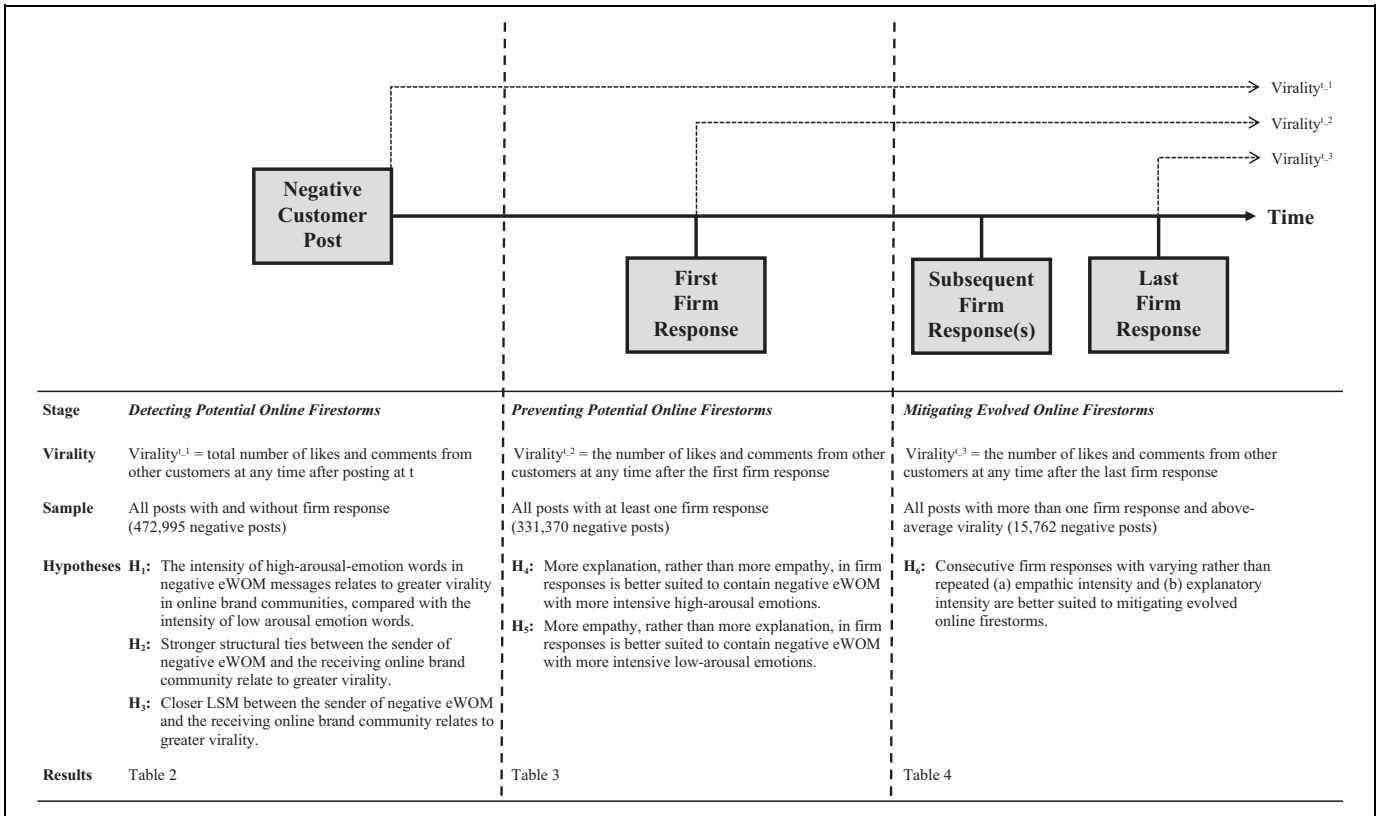 Virality^t_1
Virality^t_2
Virality^t_3
Negative
Customer
Post
Time
First
Firm
Response
Subsequent
Firm
Response(s)
Last
Firm
Response
Stage
Detecting Potential Online Firestorms
Preventing Potential Online Firestorms
Mitigating Evolved Online Firestorms
Virality
Virality^t_1 = total number of likes and comments from
other customers at any time after posting at t
Virality^t_2 = the number of likes and comments from other
customers at any time after the first firm response
Virality^t_3 = the number of likes and comments from other
customers at any time after the last firm response
Sample
All posts with and without firm response
(472,995 negative posts)
All posts with at least one firm response
(331,370 negative posts)
All posts with more than one firm response and above-
average virality (15,762 negative posts)
Hypotheses
H₁: The intensity of high-arousal-emotion words in
negative eWOM messages relates to greater virality
in online brand communities, compared with the
intensity of low arousal emotion words.
H₂: Stronger structural ties between the sender of
negative eWOM and the receiving online brand
community relate to greater virality.
H₃: Closer LSM between the sender of negative eWOM
and the receiving online brand community relates to
greater virality.
H₄: More explanation, rather than more empathy, in firm
responses is better suited to contain negative eWOM
with more intensive high-arousal emotions.
H₅: More empathy, rather than more explanation, in firm
responses is better suited to contain negative eWOM
with more intensive low-arousal emotions.
H₆: Consecutive firm responses with varying rather than
repeated (a) empathic intensity and (b) explanatory
intensity are better suited to mitigating evolved
online firestorms.
Results
Table 2
Table 3
Table 4